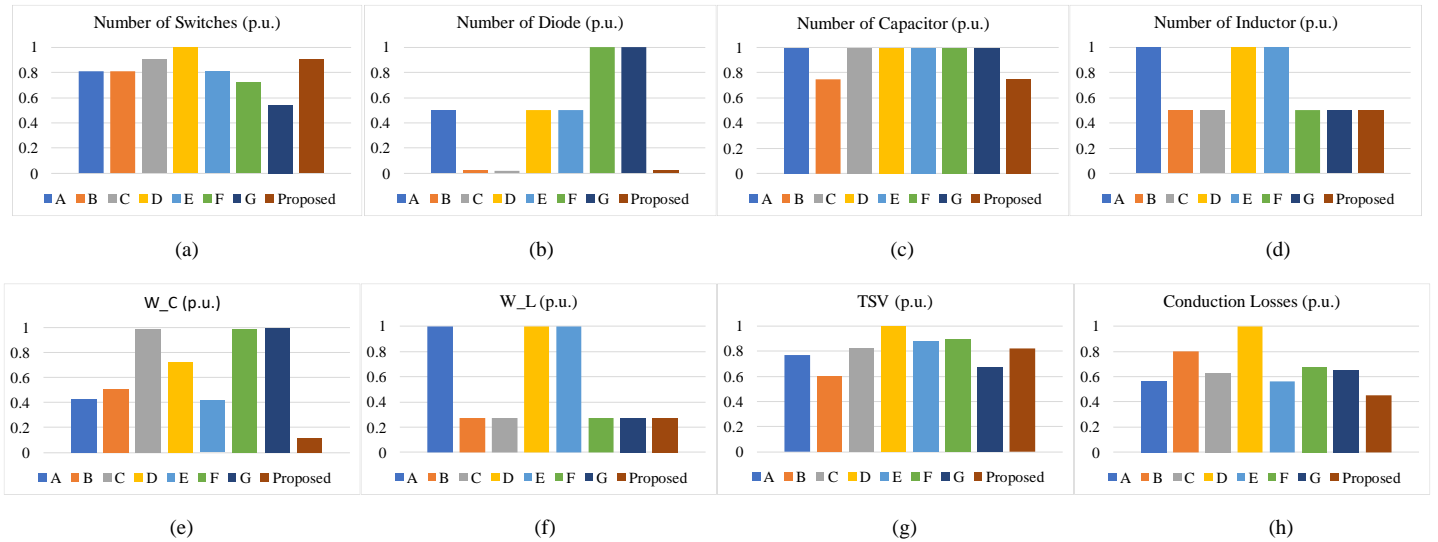 Number of Switches (p.u.)
1
0.8
0.6
0.4
0.2
0
A B C D E F G Proposed
(a)
Number of Diode (p.u.)
1
0.8
0.6
0.4
0.2
0
A B C D E F G Proposed
(b)
Number of Capacitor (p.u.)
1
0.8
0.6
0.4
0.2
0
A B C D E F G Proposed
(c)
Number of Inductor (p.u.)
1
0.8
0.6
0.4
0.2
0
A B C D E F G Proposed
(d)
W_C (p.u.)
1
0.8
0.6
0.4
0.2
0
A B C D E F G Proposed
(e)
W_L (p.u.)
1
0.8
0.6
0.4
0.2
0
A B C D E F G Proposed
(f)
TSV (p.u.)
1
0.8
0.6
0.4
0.2
0
A B C D E F G Proposed
(g)
Conduction Losses (p.u.)
1
0.8
0.6
0.4
0.2
0
A B C D E F G Proposed
(h)